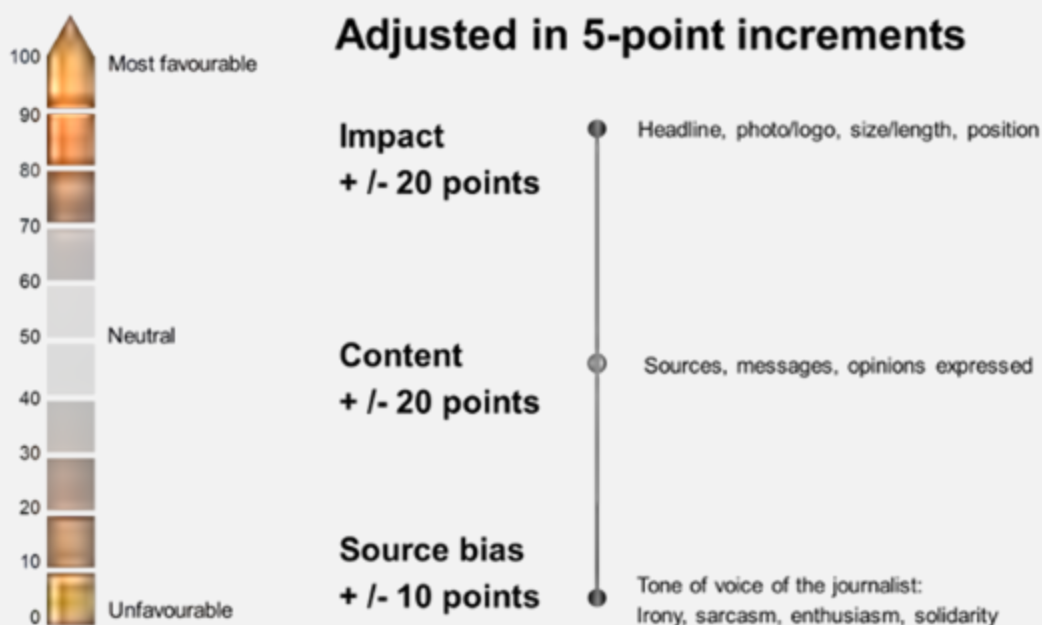 Adjusted in 5-point increments
100
Most favourable
90
80
70
60
50
Neutral
40
30
20
10
0
Unfavourable
Impact
+ /- 20 points
Headline, photo/logo, size/length, position
Content
+ /- 20 points
Sources, messages, opinions expressed
Source bias
+ /- 10 points
Tone of voice of the journalist:
Irony, sarcasm, enthusiasm, solidarity